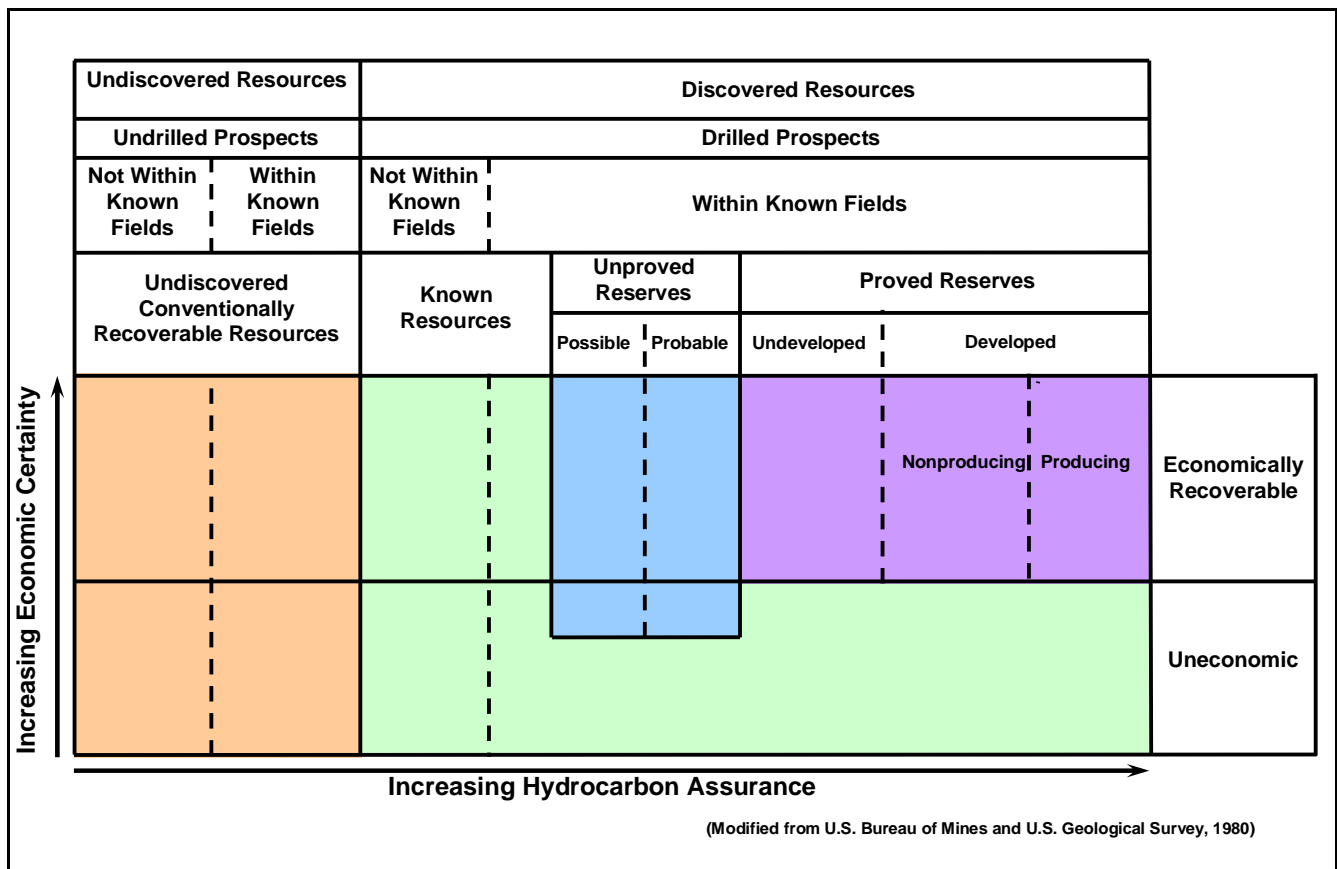 Undiscovered Resources
Discovered Resources
Undrilled Prospects
Drilled Prospects
Not Within
Known
Fields
Within
Known
Fields
Not Within
Known
Fields
Within Known Fields
Undiscovered
Conventionally
Recoverable Resources
Known
Resources
Unproved
Reserves
Proved Reserves
Possible
Probable
Undeveloped
Developed
Nonproducing
Producing
Economically
Recoverable
Uneconomic
Increasing Economic Certainty
Increasing Hydrocarbon Assurance
(Modified from U.S. Bureau of Mines and U.S. Geological Survey, 1980)